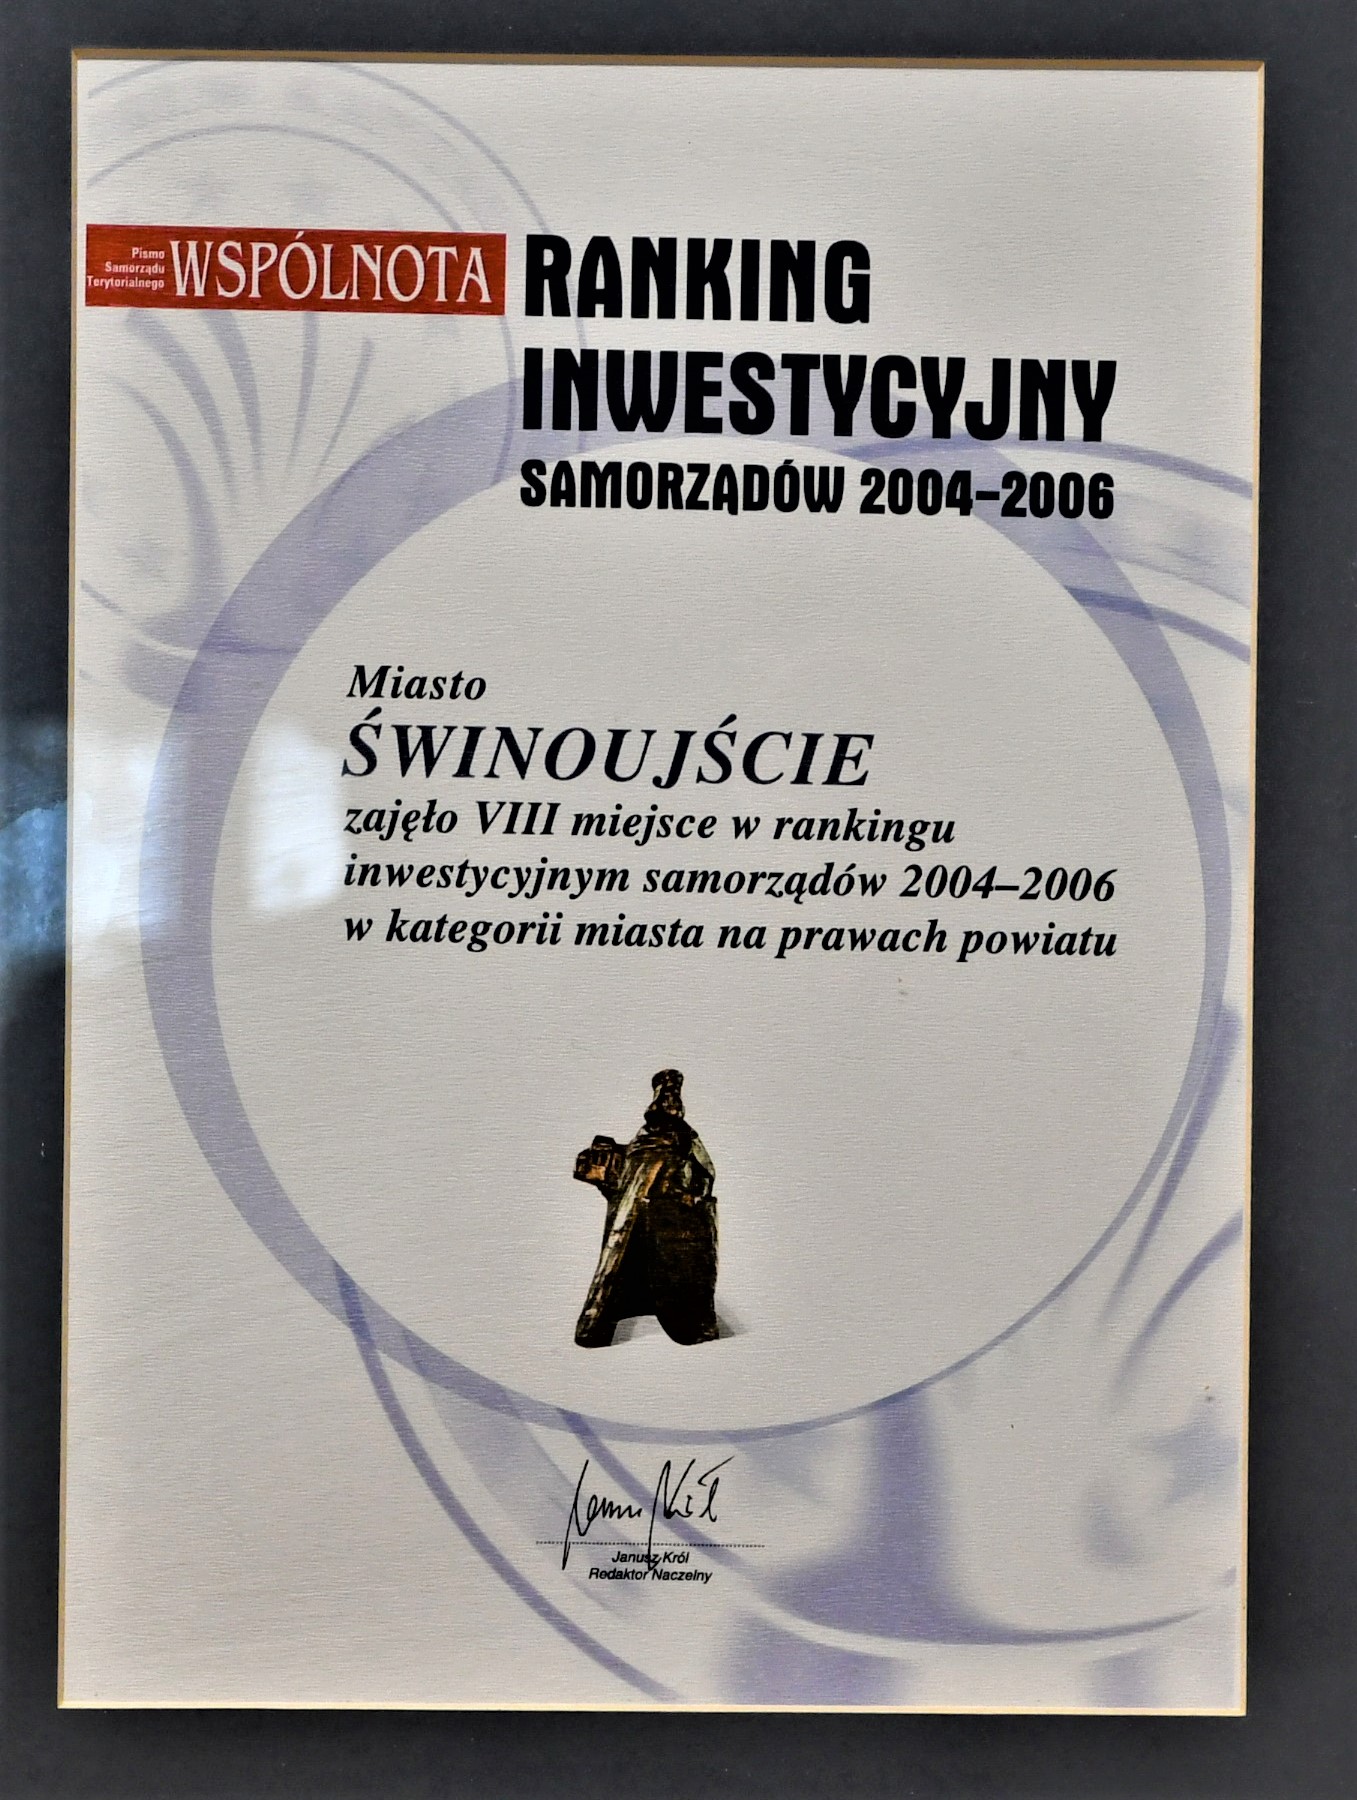 Pismo
Samorządu
Terytorialnego
WSPÓLNOTA
RANKING
INWESTYCYJNY
SAMORZĄDÓW 2004–2006
Miasto
ŚWINOUJŚCIE
zajęło VIII miejsce w rankingu
inwestycyjnym samorządów 2004–2006
w kategorii miasta na prawach powiatu
Janusz Król
Redaktor Naczelny